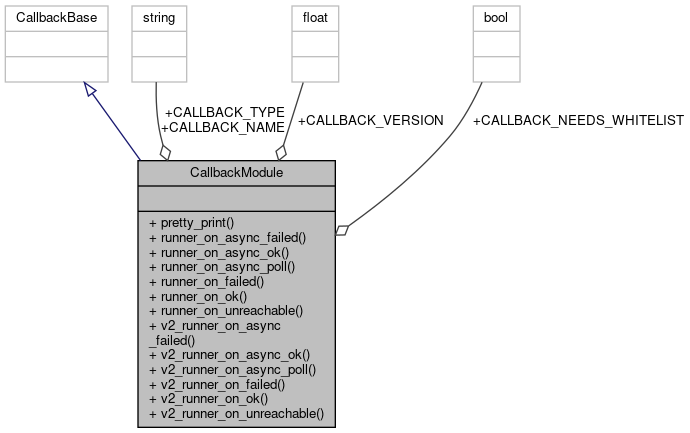 CallbackBase
string
float
bool
+CALLBACK_TYPE
+CALLBACK_NAME
+CALLBACK_VERSION
+CALLBACK_NEEDS_WHITELIST
CallbackModule
+ pretty_print()
+ runner_on_async_failed()
+ runner_on_async_ok()
+ runner_on_async_poll()
+ runner_on_failed()
+ runner_on_ok()
+ runner_on_unreachable()
+ v2_runner_on_async
_failed()
+ v2_runner_on_async_ok()
+ v2_runner_on_async_poll()
+ v2_runner_on_failed()
+ v2_runner_on_ok()
+ v2_runner_on_unreachable()